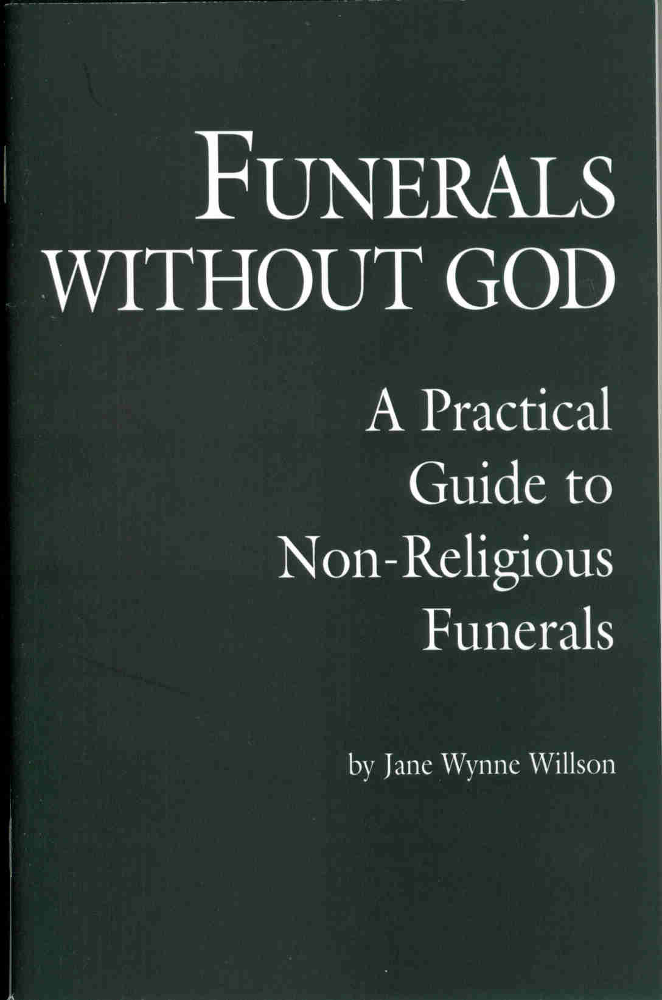 FUNERALS
WITHOUT GOD
A Practical
Guide to
Non-Religious
Funerals
by Jane Wynne Willson